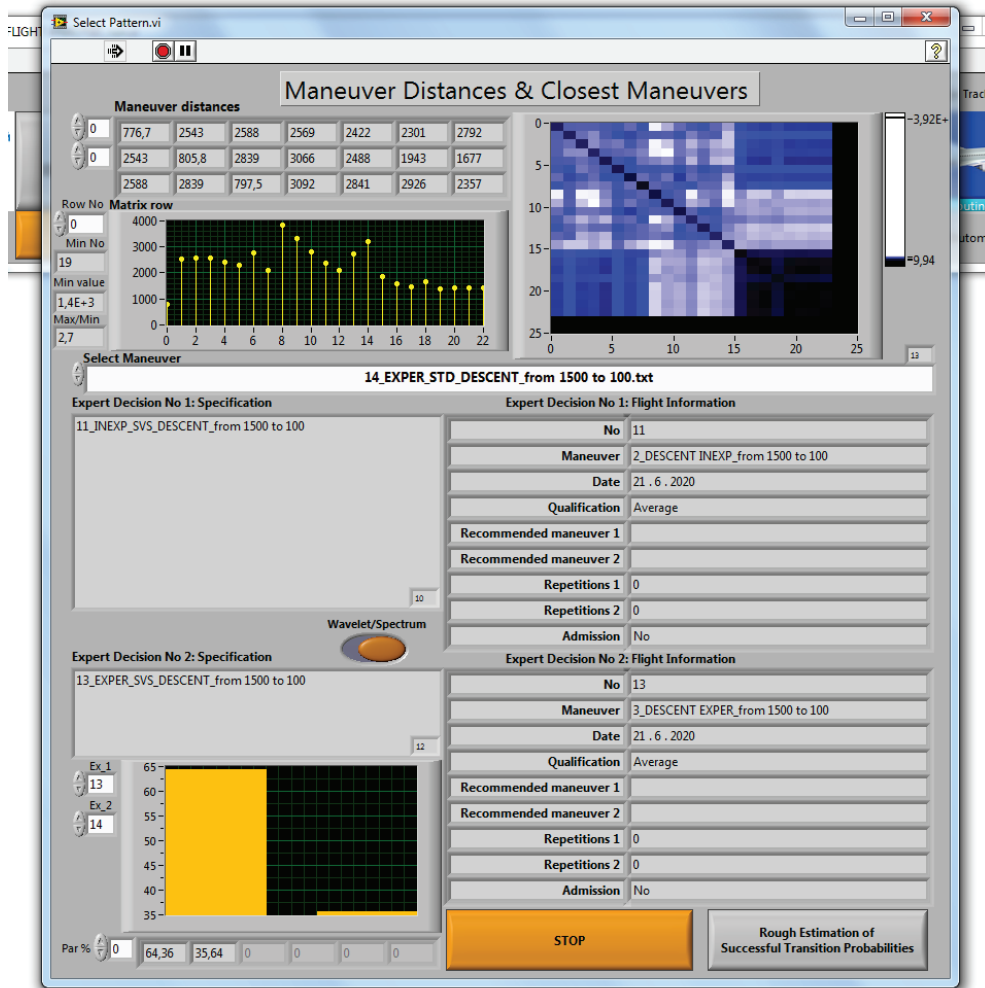 Select Pattern.vi
FLIGH
Maneuver Distances & Closest Maneuvers
Maneuver distances
0 776,7 2543 2588 2569 2422 2301 2792
0 2543 805,8 2839 3066 2488 1943 1677
2588 2839 797,5 3092 2841 2926 2357
Row No Matrix row
0
Min No
19
Min value
1,4E+3
Max/Min
2,7
4000
3000
2000
1000
0
0 2 4 6 8 10 12 14 16 18 20 22
0
5
10
15
20
25
0 5 10 15 20 25
-3,92E+
9,94
13
Trac
utin
utom
Select Maneuver
14_EXPER_STD_DESCENT_from 1500 to 100.txt
Expert Decision No 1: Specification
11_INEXP_SVS_DESCENT_from 1500 to 100
10
Expert Decision No 1: Flight Information
No 11
Maneuver 2_DESCENT INEXP_from 1500 to 100
Date 21 . 6 . 2020
Qualification Average
Recommended maneuver 1
Recommended maneuver 2
Repetitions 1 0
Repetitions 2 0
Admission No
Wavelet/Spectrum
Expert Decision No 2: Specification
13_EXPER_SVS_DESCENT_from 1500 to 100
12
Expert Decision No 2: Flight Information
No 13
Maneuver 3_DESCENT EXPER_from 1500 to 100
Date 21 . 6 . 2020
Qualification Average
Recommended maneuver 1
Recommended maneuver 2
Repetitions 1 0
Repetitions 2 0
Admission No
Ex_1
13
Ex_2
14
65
60
55
50
45
40
35
Par % 0 64,36 35,64 0 0 0 0
STOP
Rough Estimation of
Successful Transition Probabilities